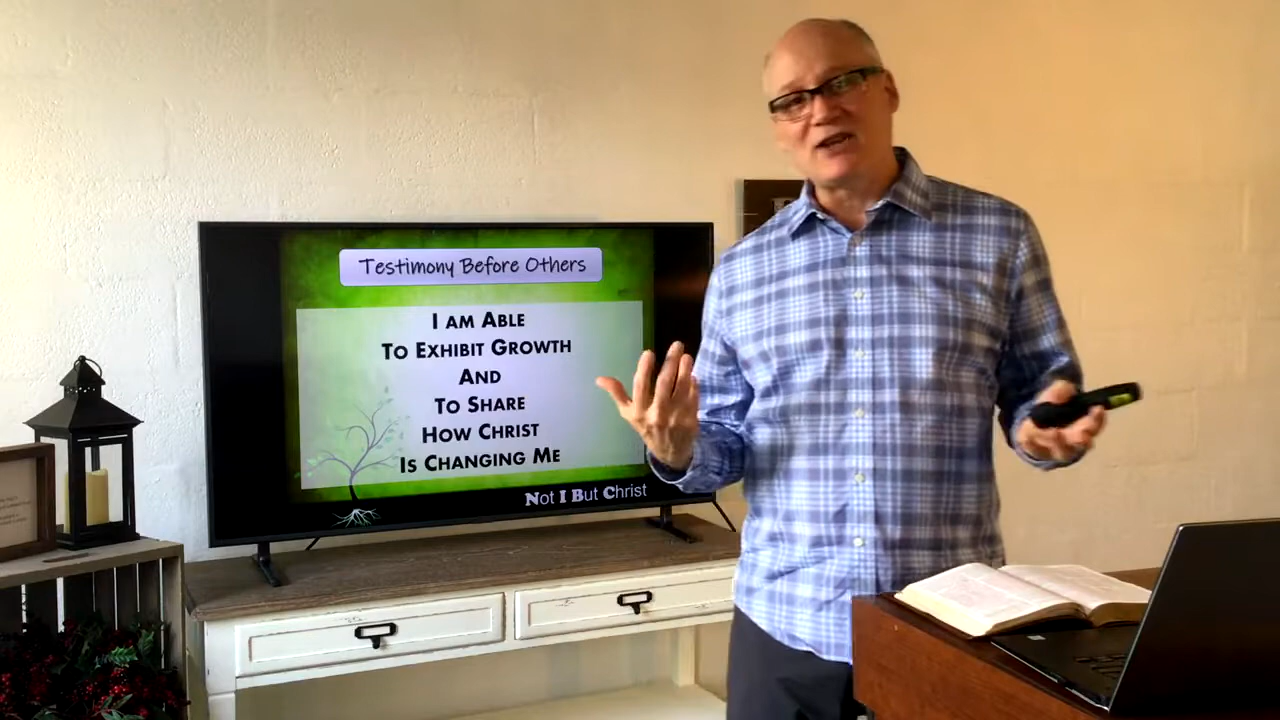 Testimony Before Others
I AM ABLE
TO EXHIBIT GROWTH
AND
TO SHARE
HOW CHRIST
IS CHANGING ME
Not I But Christ